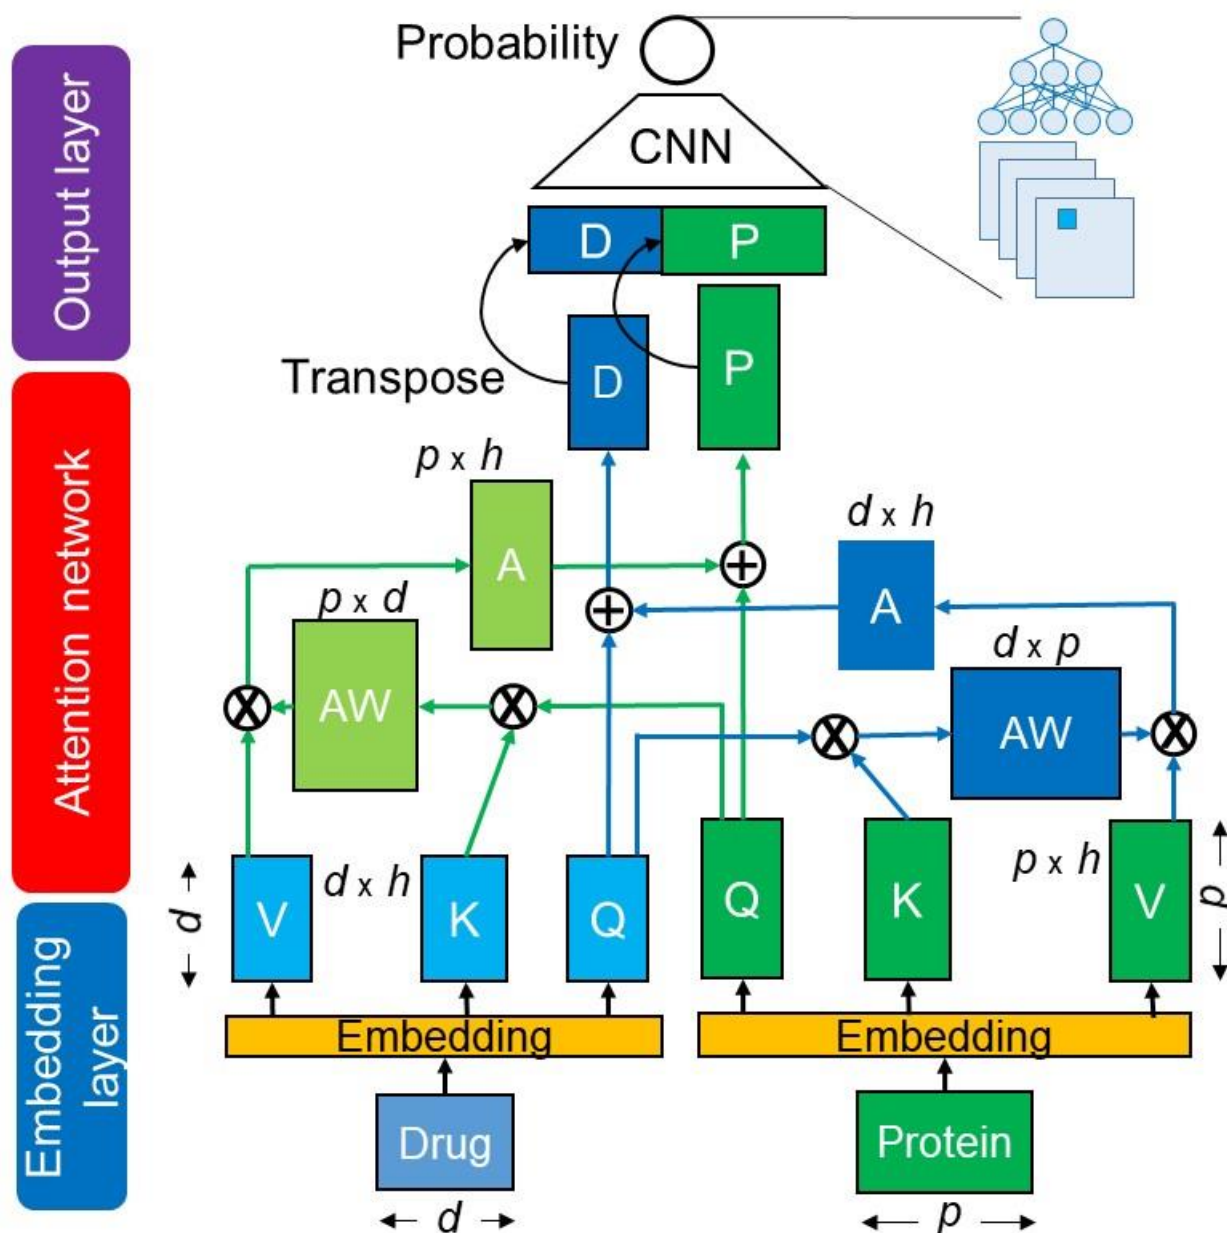 Probability
CNN
D P
Transpose
D
P
p x h
A
d x h
A
p x d
AW
d x p
AW
V
d x h
K
Q
Q
K
p x h
V
d
p
Embedding
Embedding
Drug
Protein
d
p
Output layer
Attention network
Embedding
layer